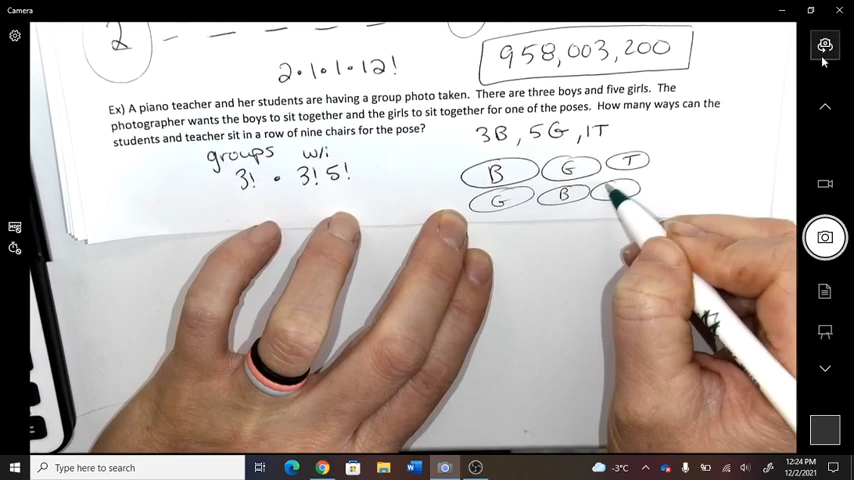 Camera
2
958,003,200
2·1·1·12!
Ex) A piano teacher and her students are having a group photo taken. There are three boys and five girls. The
photographer wants the boys to sit together and the girls to sit together for one of the poses. How many ways can the
students and teacher sit in a row of nine chairs for the pose?
3B, 5G, 1T
groups w/i
3! · 3! 5!
B G T
G B
Type here to search
-3°C
12:24 PM
12/2/2021